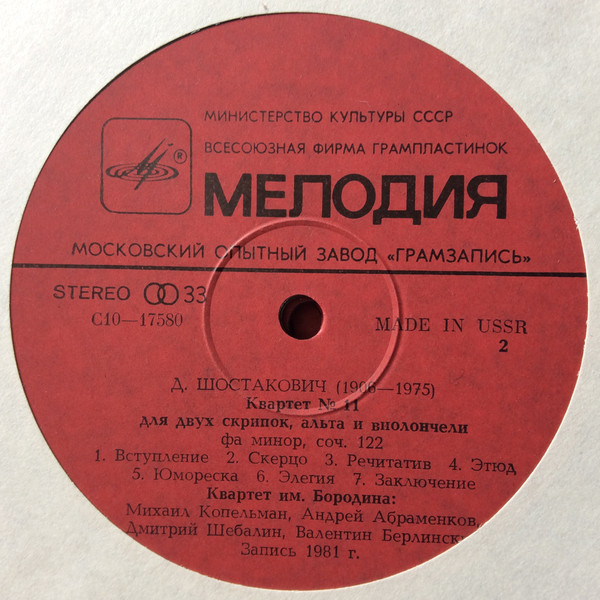 МИНИСТЕРСТВО КУЛЬТУРЫ СССР
ВСЕСОЮЗНАЯ ФИРМА ГРАМПЛАСТИНОК
®
МЕЛОДИЯ
МОСКОВСКИЙ ОПЫТНЫЙ ЗАВОД «ГРАМЗАПИСЬ»
STEREO 33
С10—17580
MADE IN USSR
2
Д. ШОСТАКОВИЧ (1906—1975)
Квартет № 11
для двух скрипок, альта и виолончели
фа минор, соч. 122
1. Вступление 2. Скерцо 3. Речитатив 4. Этюд
5. Юмореска 6. Элегия 7. Заключение
Квартет им. Бородина:
Михаил Копельман, Андрей Абраменков,
Дмитрий Шебалин, Валентин Берлинск
Запись 1981 г.